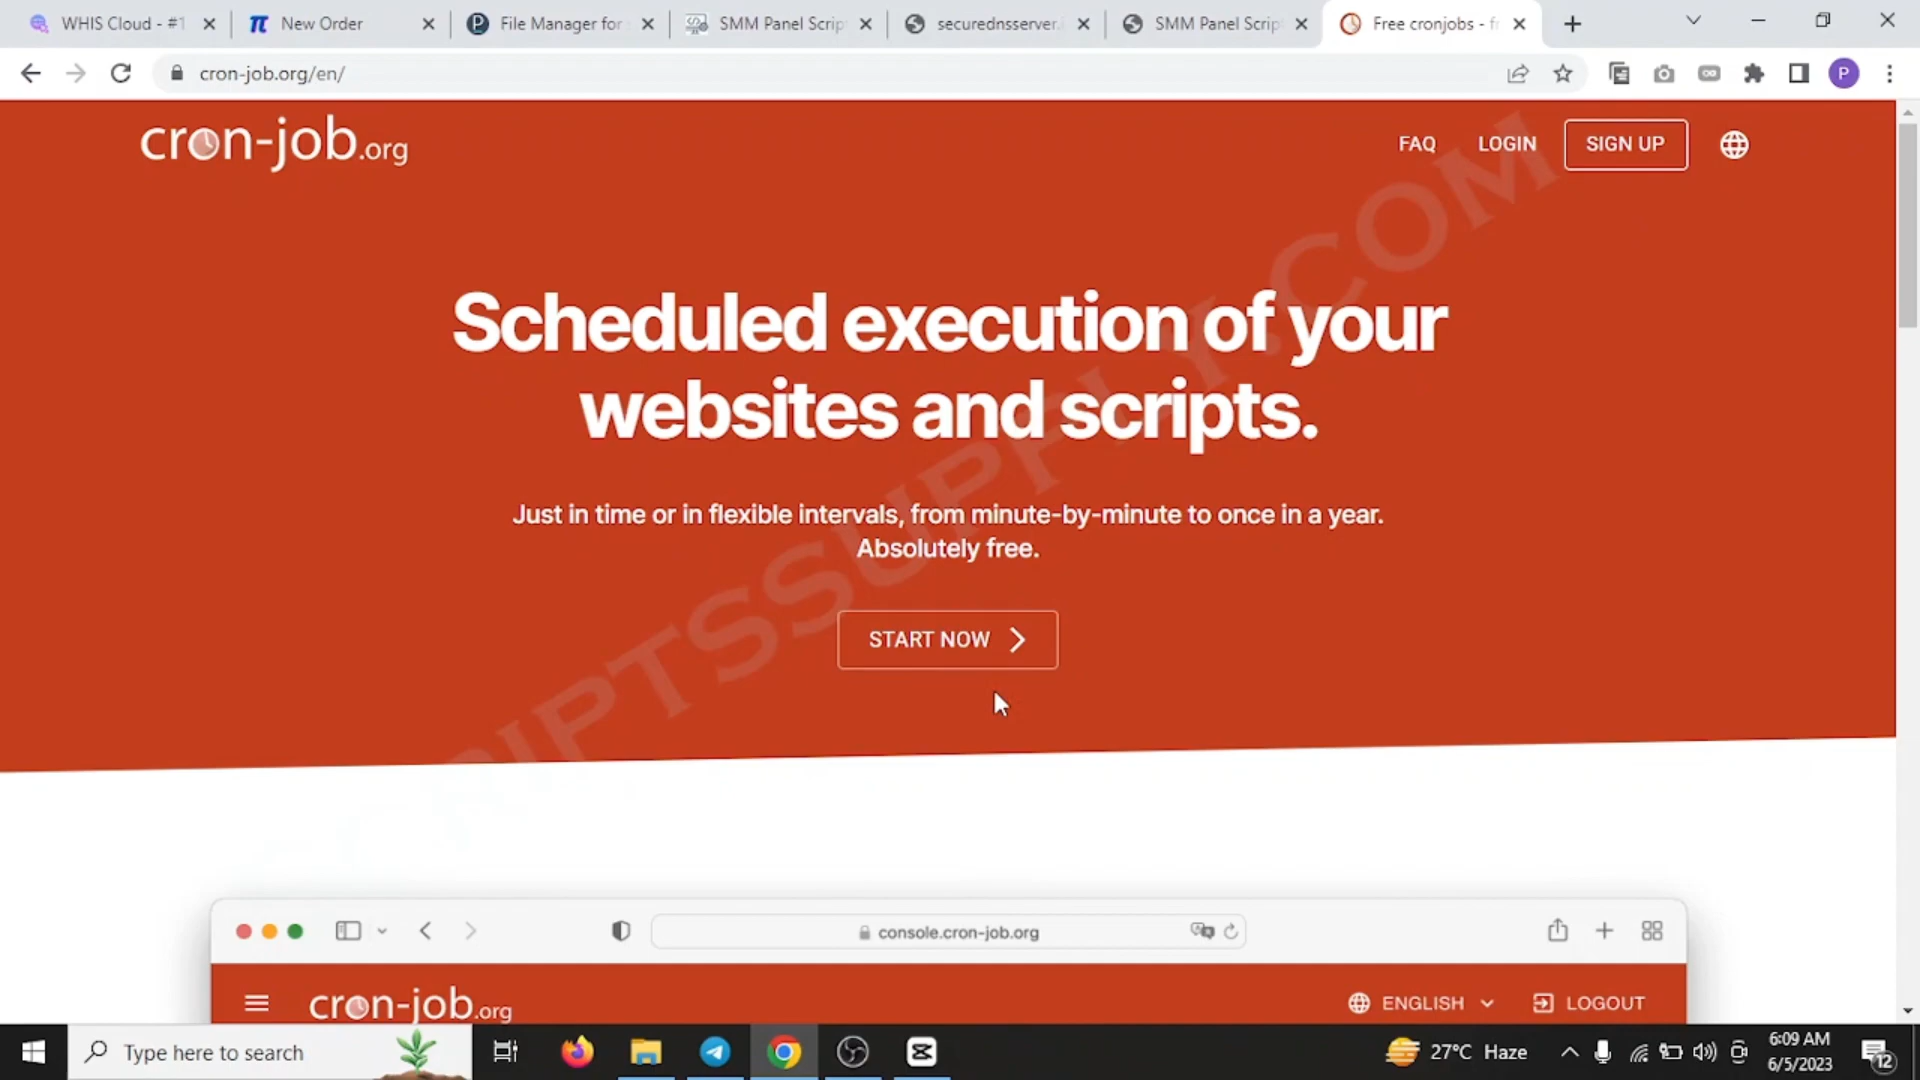 WHIS Cloud - #1
New Order
File Manager for
SMM Panel Scrip
securednsserver.
SMM Panel Scrip
Free cronjobs - fr
cron-job.org/en/
P
cron-job.org
FAQ
LOGIN
SIGN UP
Scheduled execution of your
websites and scripts.
Just in time or in flexible intervals, from minute-by-minute to once in a year.
Absolutely free.
START NOW
SCRIPTSSUPPLY.COM
console.cron-job.org
cron-job.org
ENGLISH
LOGOUT
Type here to search
27°C Haze
6:09 AM
6/5/2023
12